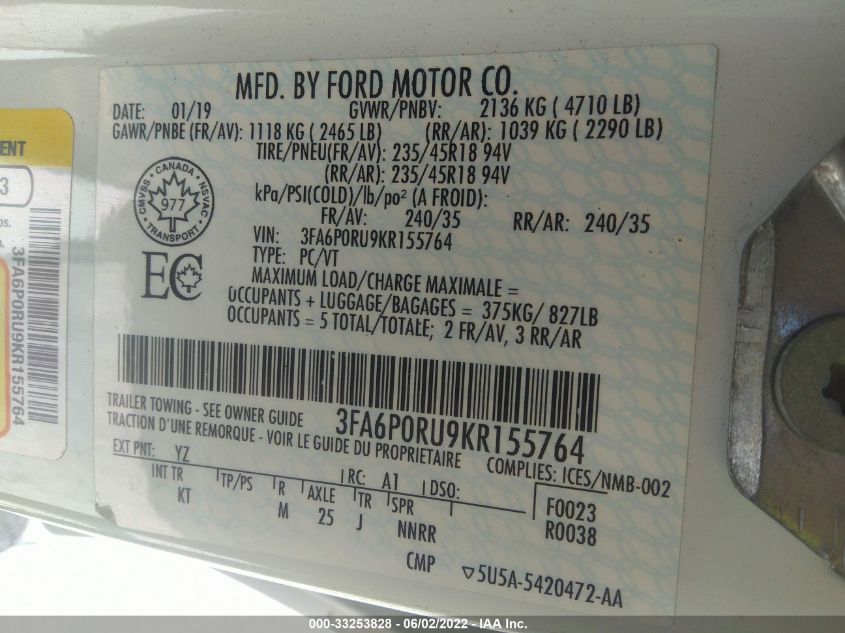 MFD. BY FORD MOTOR CO.
DATE: 01/19 GVWR/PNBV: 2136 KG ( 4710 LB)
GAWR/PNBE (FR/AV): 1118 KG ( 2465 LB) (RR/AR): 1039 KG ( 2290 LB)
TIRE/PNEU(FR/AV): 235/45R18 94V
(RR/AR): 235/45R18 94V
kPa/PSI(COLD)/lb/po² (A FROID):
FR/AV: 240/35 RR/AR: 240/35
VIN: 3FA6P0RU9KR155764
TYPE: PC/VT
MAXIMUM LOAD/CHARGE MAXIMALE =
OCCUPANTS + LUGGAGE/BAGAGES = 375KG/ 827LB
OCCUPANTS = 5 TOTAL/TOTALE; 2 FR/AV, 3 RR/AR
CANADA
CMVSS NSVAC
977
TRANSPORT
EC
TRAILER TOWING - SEE OWNER GUIDE
3FA6P0RU9KR155764
TRACTION D'UNE REMORQUE - VOIR LE GUIDE DU PROPRIETAIRE
COMPLIES: ICES/NMB-002
EXT PNT: YZ RC: A1 DSO:
INT TR TP/PS R AXLE TR SPR
KT M 25 J NNRR
F0023
R0038
CMP
5U5A-5420472-AA
ENT
3
3FA6P0RU9KR155764
000-33253828 - 06/02/2022 - IAA Inc.